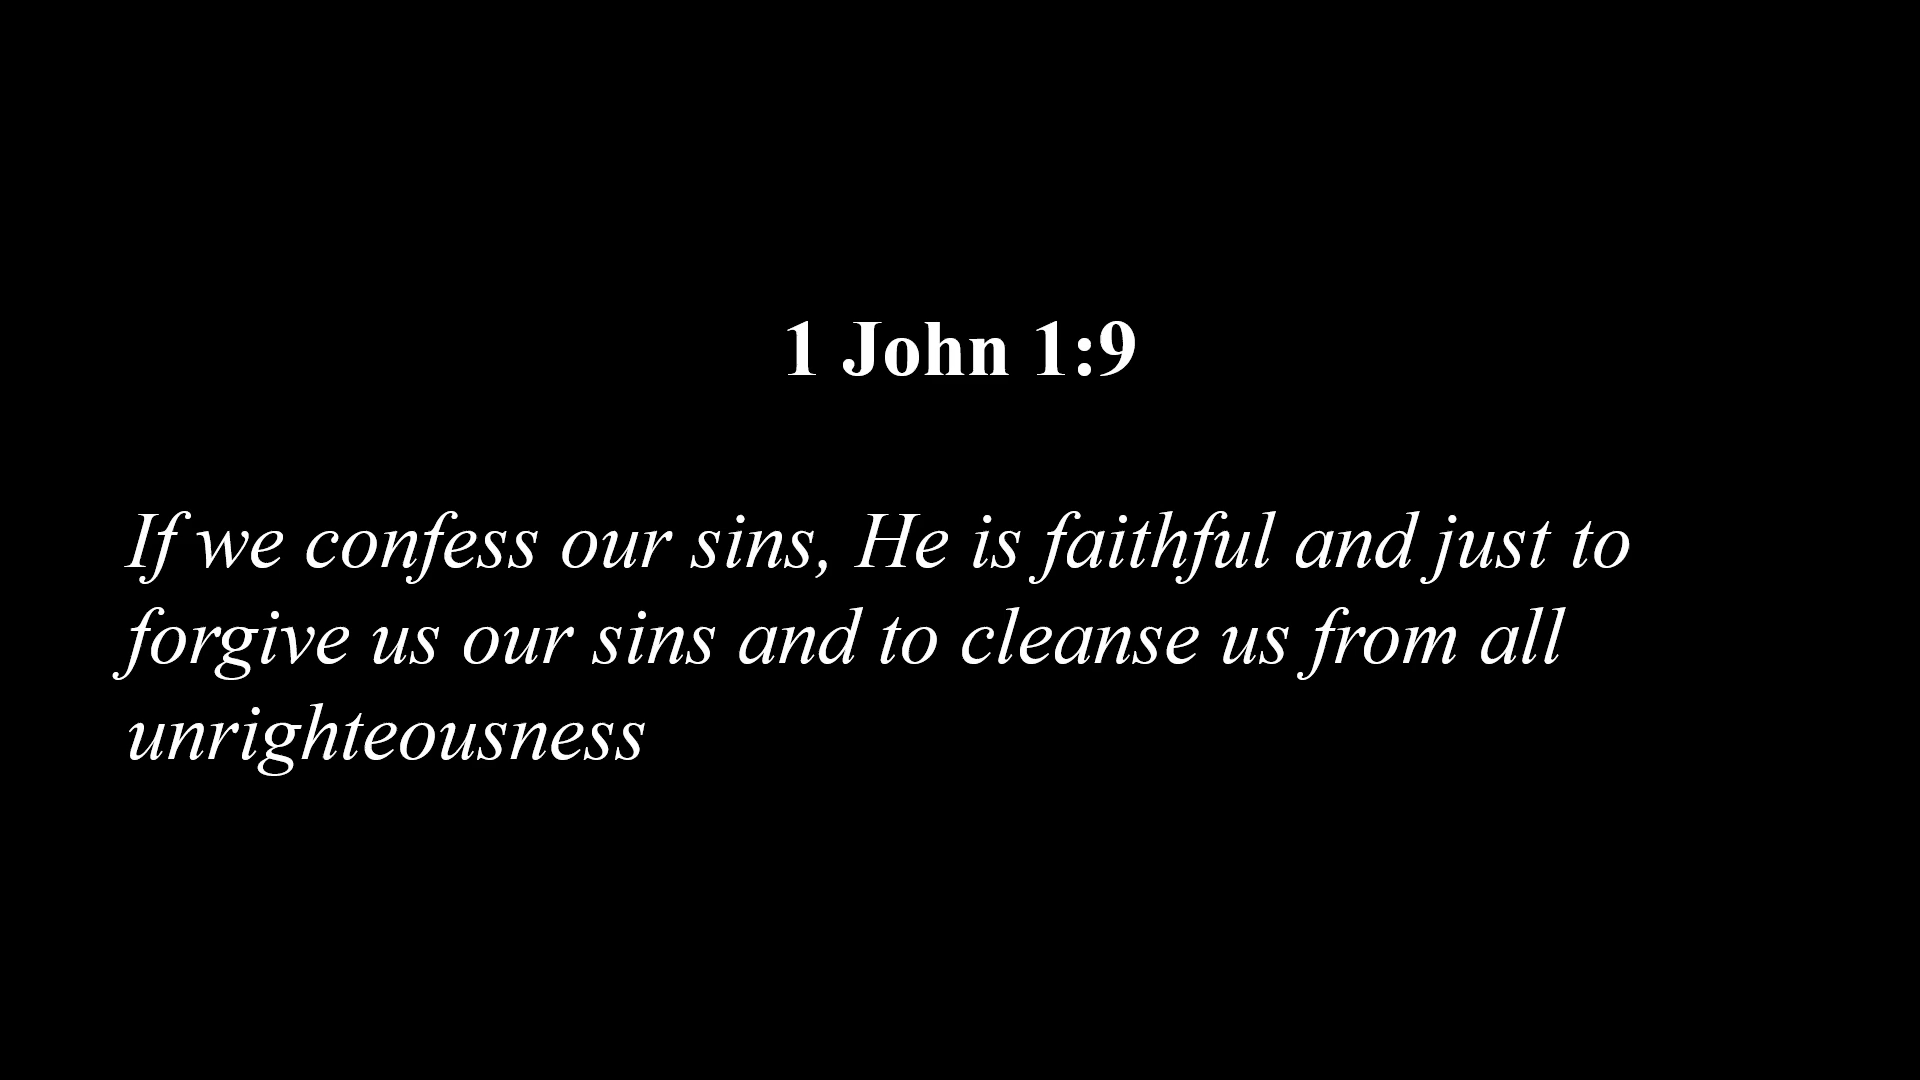 1 John 1:9
If we confess our sins, He is faithful and just to
forgive us our sins and to cleanse us from all
unrighteousness